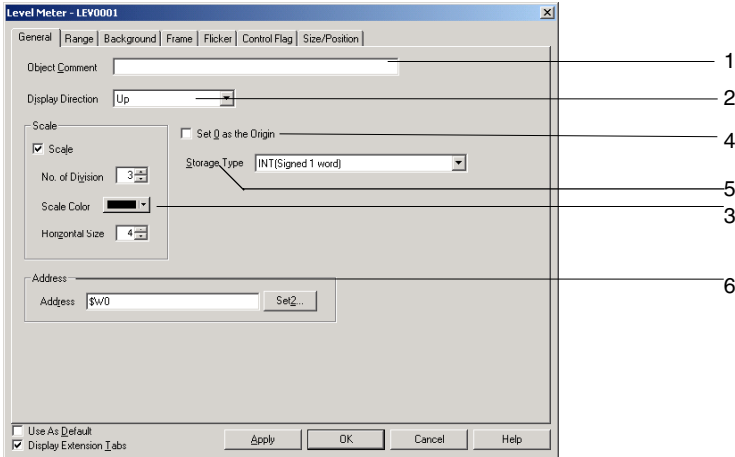 Level Meter - LEV0001
General Range Background Frame Flicker Control Flag Size/Position
Object Comment
1
Display Direction Up
2
Scale
Set 0 as the Origin
4
Scale
Storage Type INT(Signed 1 word)
No. of Division 3
5
Scale Color
3
Horizontal Size 4
Address
6
Address $W0 Set2...
Use As Default
Display Extension Tabs
Apply OK Cancel Help